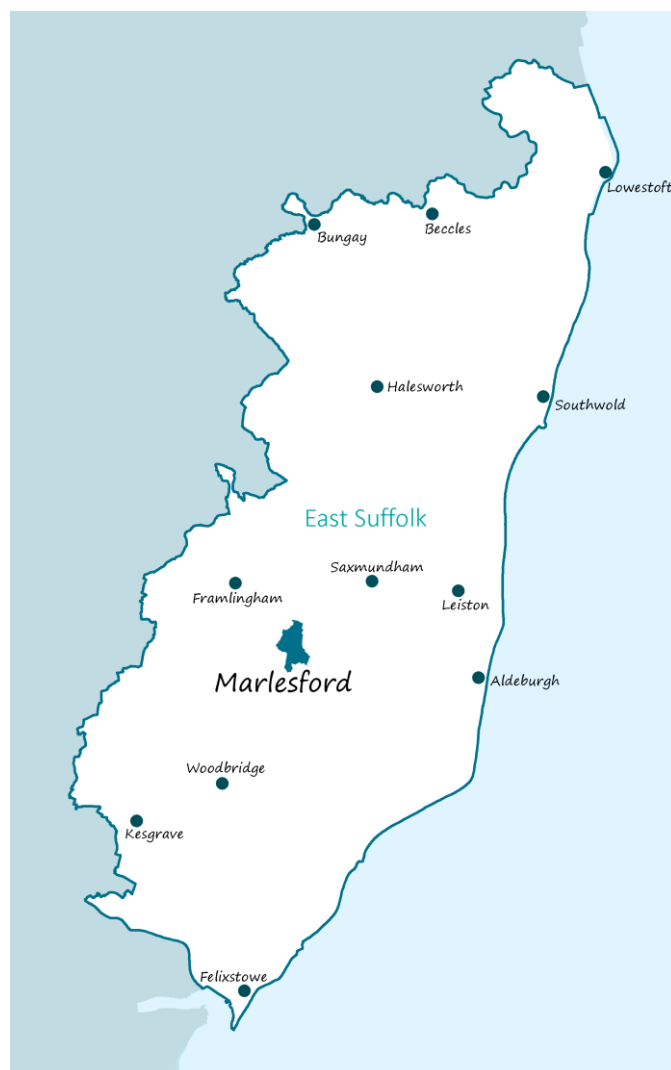 Lowestoft
Beccles
Bungay
Halesworth
Southwold
East Suffolk
Saxmundham
Framlingham
Leiston
Marlesford
Aldeburgh
Woodbridge
Kesgrave
Felixstowe